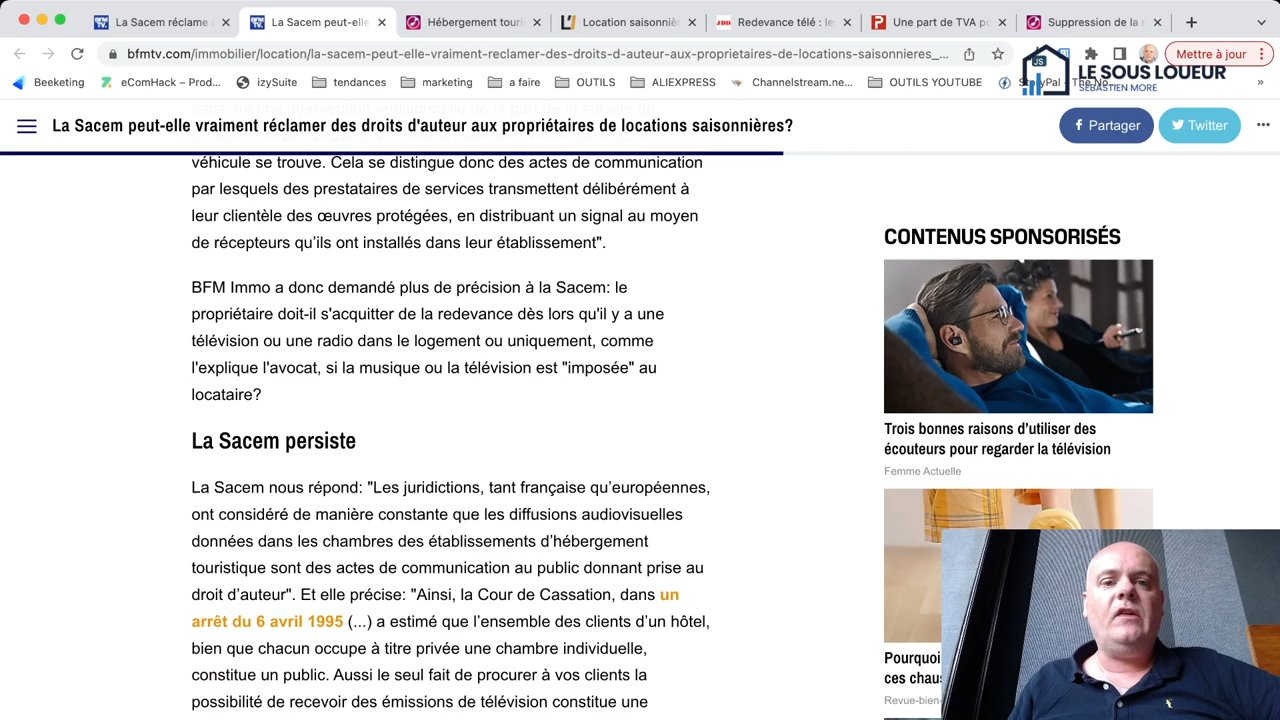 La Sacem réclame
La Sacem peut-elle
Hébergement touri
Location saisonniè
JDD
Redevance télé : le
Une part de TVA po
Suppression de la r
bfmtv.com/immobilier/location/la-sacem-peut-elle-vraiment-reclamer-des-droits-d-auteur-aux-proprietaires-de-locations-saisonnieres_...
Mettre à jour
Beeketing
eComHack – Prod...
izySuite
tendances
marketing
a faire
OUTILS
ALIEXPRESS
Channelstream.ne...
OUTILS YOUTUBE
JS
LE SOUS LOUEUR
SEBASTIEN MORE
»
La Sacem peut-elle vraiment réclamer des droits d'auteur aux propriétaires de locations saisonnières?
Partager
Twitter
véhicule se trouve. Cela se distingue donc des actes de communication
par lesquels des prestataires de services transmettent délibérément à
leur clientèle des œuvres protégées, en distribuant un signal au moyen
de récepteurs qu'ils ont installés dans leur établissement".
BFM Immo a donc demandé plus de précision à la Sacem: le
propriétaire doit-il s'acquitter de la redevance dès lors qu'il y a une
télévision ou une radio dans le logement ou uniquement, comme
l'explique l'avocat, si la musique ou la télévision est "imposée" au
locataire?
La Sacem persiste
La Sacem nous répond: "Les juridictions, tant française qu'européennes,
ont considéré de manière constante que les diffusions audiovisuelles
données dans les chambres des établissements d'hébergement
touristique sont des actes de communication au public donnant prise au
droit d'auteur". Et elle précise: "Ainsi, la Cour de Cassation, dans un
arrêt du 6 avril 1995 (...) a estimé que l'ensemble des clients d'un hôtel,
bien que chacun occupe à titre privée une chambre individuelle,
constitue un public. Aussi le seul fait de procurer à vos clients la
possibilité de recevoir des émissions de télévision constitue une
CONTENUS SPONSORISÉS
Trois bonnes raisons d'utiliser des
écouteurs pour regarder la télévision
Femme Actuelle
Pourquoi
ces chaus
Revue-bien-